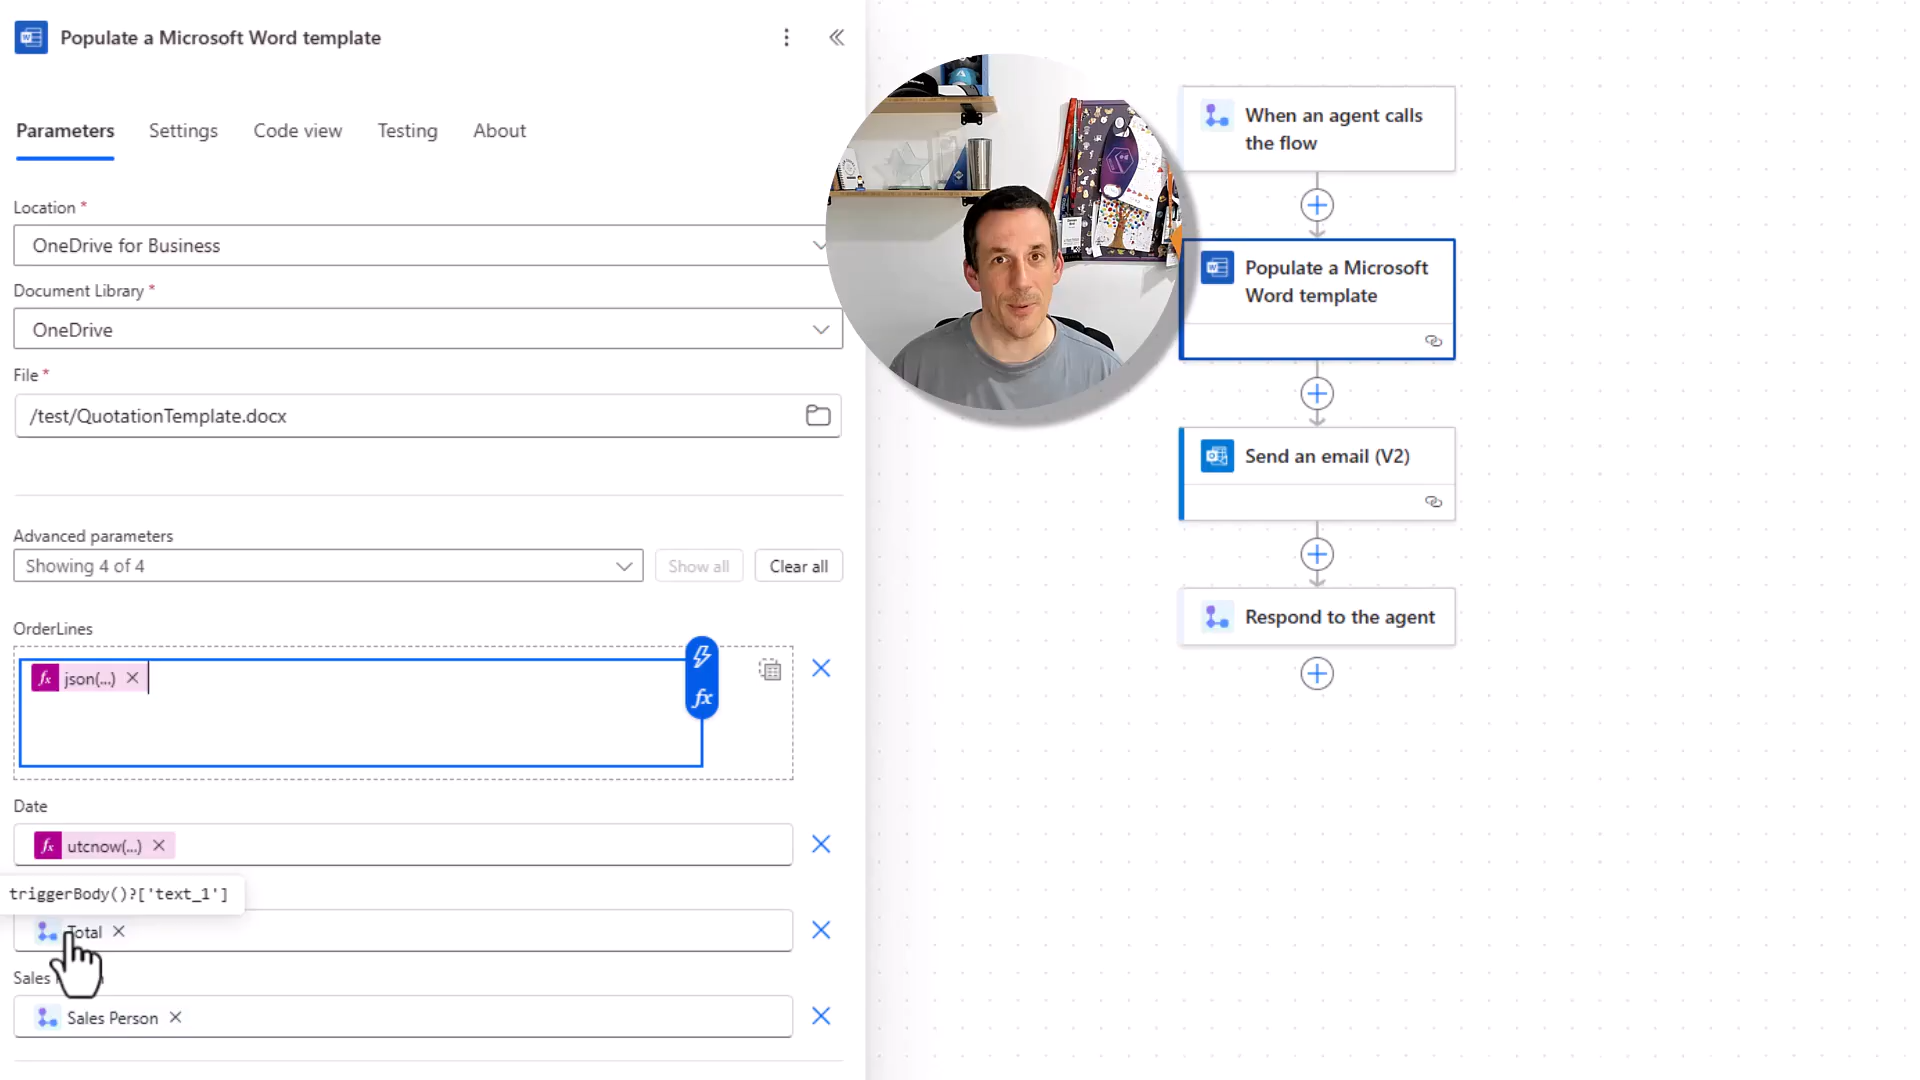 Populate a Microsoft Word template
Parameters
Settings
Code view
Testing
About
Location *
OneDrive for Business
Document Library *
OneDrive
File *
/test/QuotationTemplate.docx
Advanced parameters
Showing 4 of 4
Show all
Clear all
OrderLines
fx json(...)
fx
Date
fx utcnow(...)
triggerBody()?['text_1']
Total
Sales
Sales Person
When an agent calls
the flow
Populate a Microsoft
Word template
Send an email (V2)
Respond to the agent